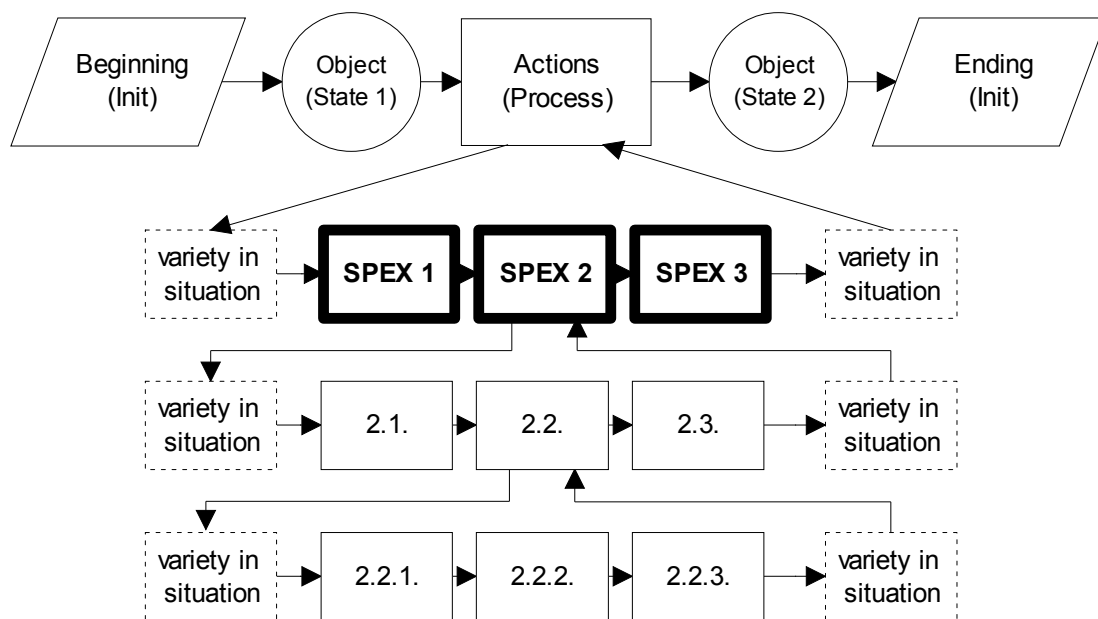 Beginning
(Init)
Object
(State 1)
Actions
(Process)
Object
(State 2)
Ending
(Init)
variety in
situation
SPEX 1
SPEX 2
SPEX 3
variety in
situation
variety in
situation
2.1.
2.2.
2.3.
variety in
situation
variety in
situation
2.2.1.
2.2.2.
2.2.3.
variety in
situation